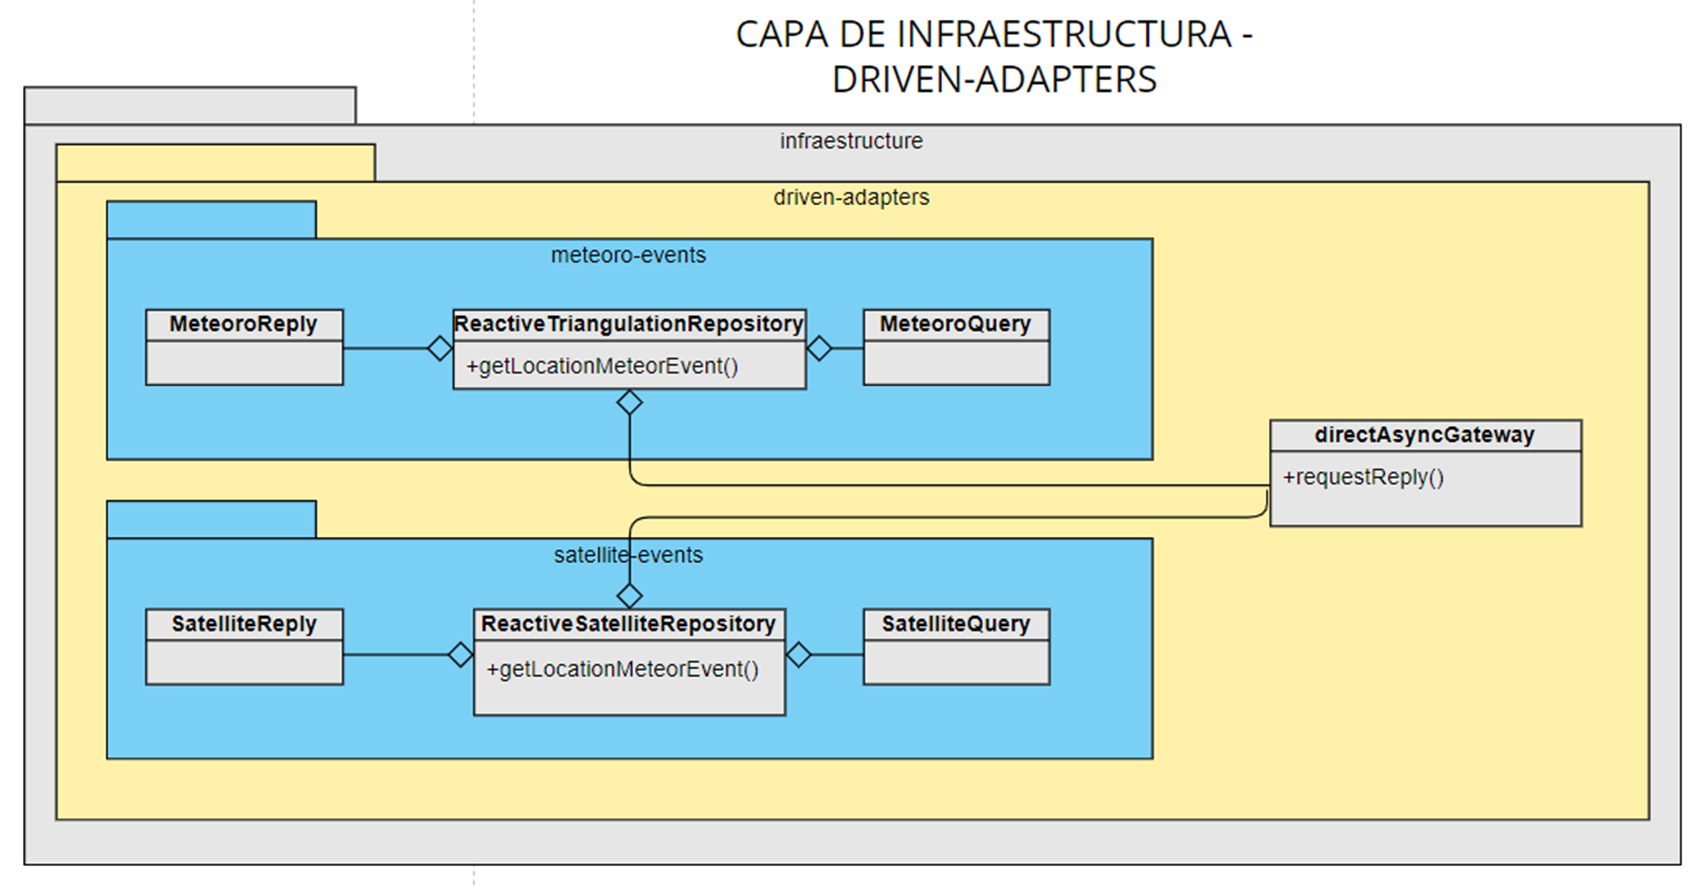 CAPA DE INFRAESTRUCTURA -
DRIVEN-ADAPTERS
infraestructure
driven-adapters
meteoro-events
MeteoroReply
ReactiveTriangulationRepository
+getLocationMeteorEvent()
MeteoroQuery
directAsyncGateway
+requestReply()
satellite-events
SatelliteReply
ReactiveSatelliteRepository
+getLocationMeteorEvent()
SatelliteQuery